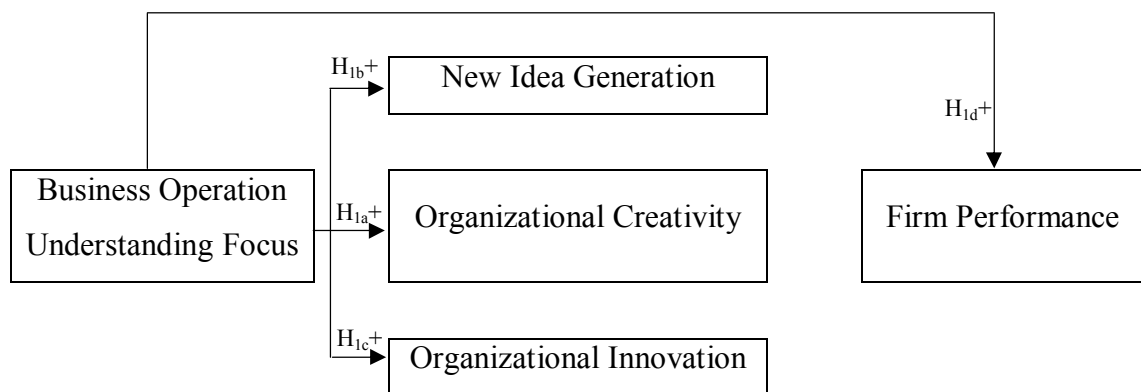 H1b+
New Idea Generation
H1d+
Business Operation
Understanding Focus
H1a+
Organizational Creativity
Firm Performance
H1c+
Organizational Innovation